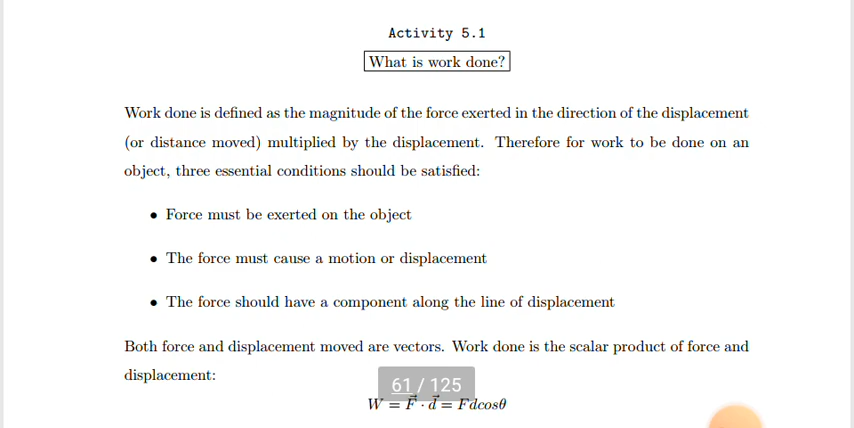 Activity 5.1
What is work done?
Work done is defined as the magnitude of the force exerted in the direction of the displacement
(or distance moved) multiplied by the displacement. Therefore for work to be done on an
object, three essential conditions should be satisfied:
• Force must be exerted on the object
• The force must cause a motion or displacement
• The force should have a component along the line of displacement
Both force and displacement moved are vectors. Work done is the scalar product of force and
displacement:
61 / 125
W = F⃗ · d⃗ = Fdcosθ